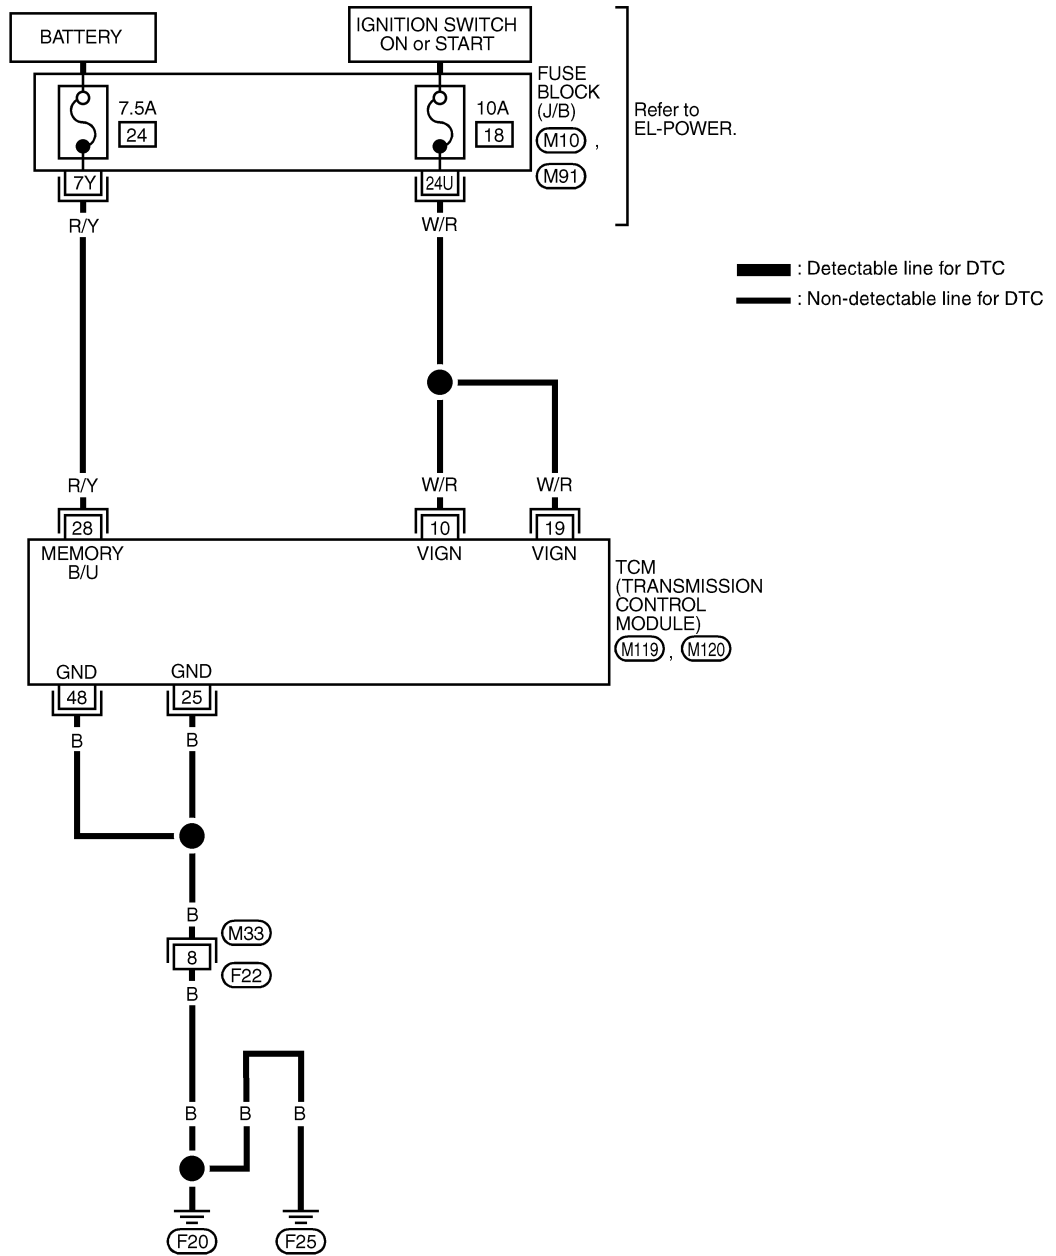 BATTERY
IGNITION SWITCH
ON or START
7.5A
24
10A
18
FUSE
BLOCK
(J/B)
M10 ,
M91
Refer to
EL-POWER.
7Y
24U
R/Y
W/R
: Detectable line for DTC
: Non-detectable line for DTC
R/Y
W/R
W/R
28
10
19
MEMORY
B/U
VIGN
VIGN
TCM
(TRANSMISSION
CONTROL
MODULE)
M119 , M120
GND
GND
48
25
B
B
B
M33
8
F22
B
B
B
B
F20
F25